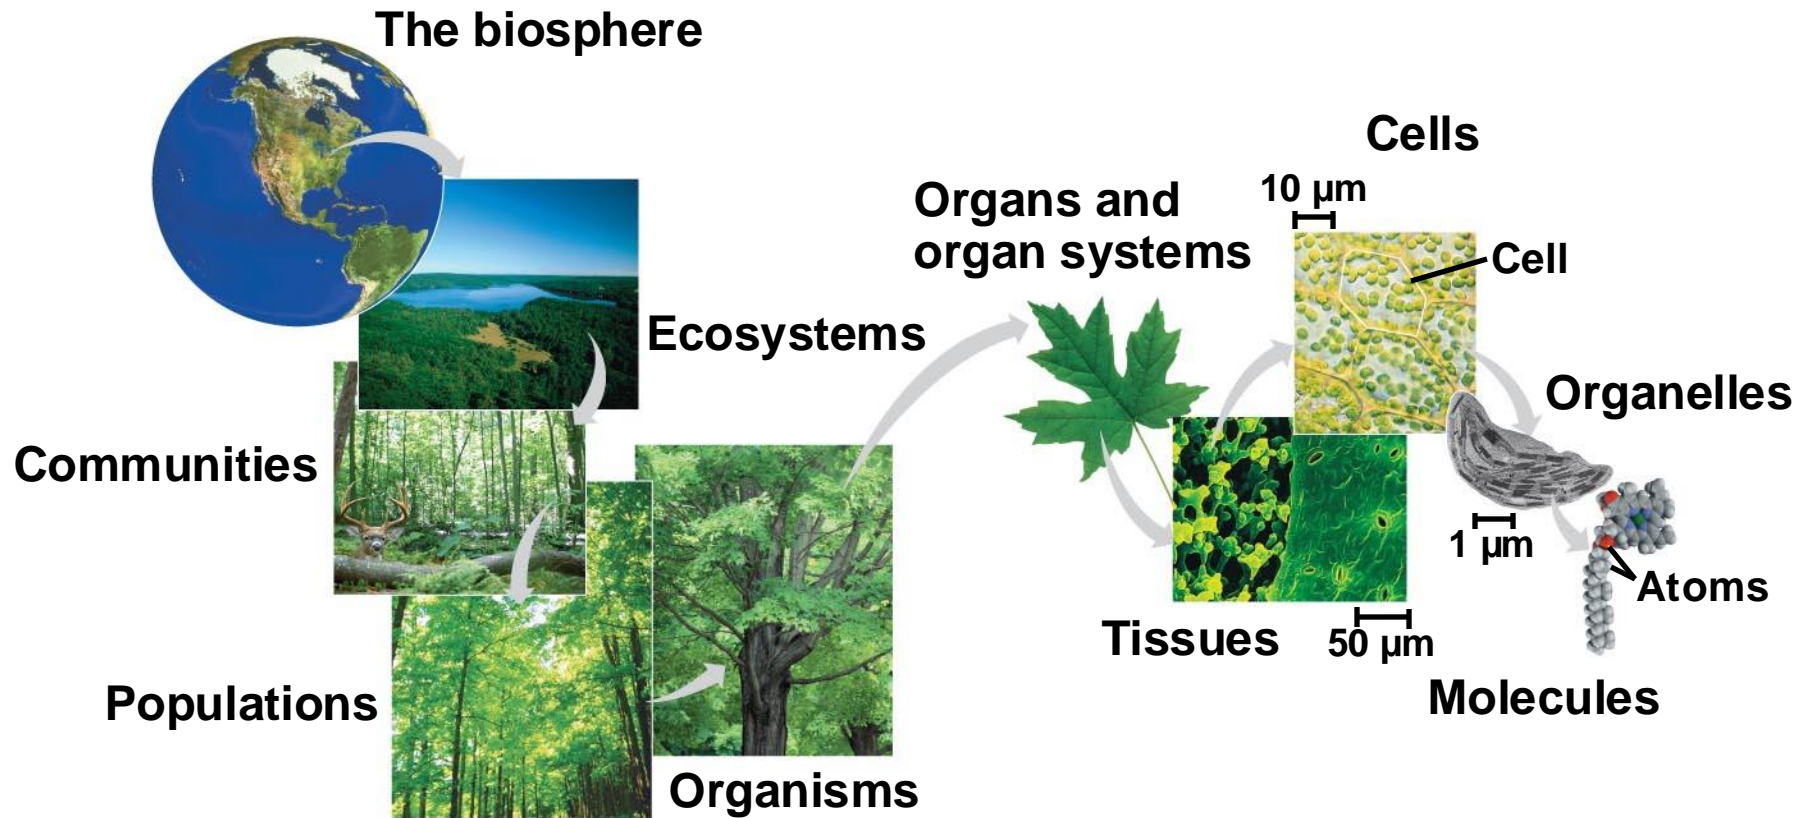 The biosphere
Ecosystems
Communities
Populations
Organisms
Organs and
organ systems
Tissues
50 µm
Cells
10 µm
Cell
Organelles
1 µm
Atoms
Molecules